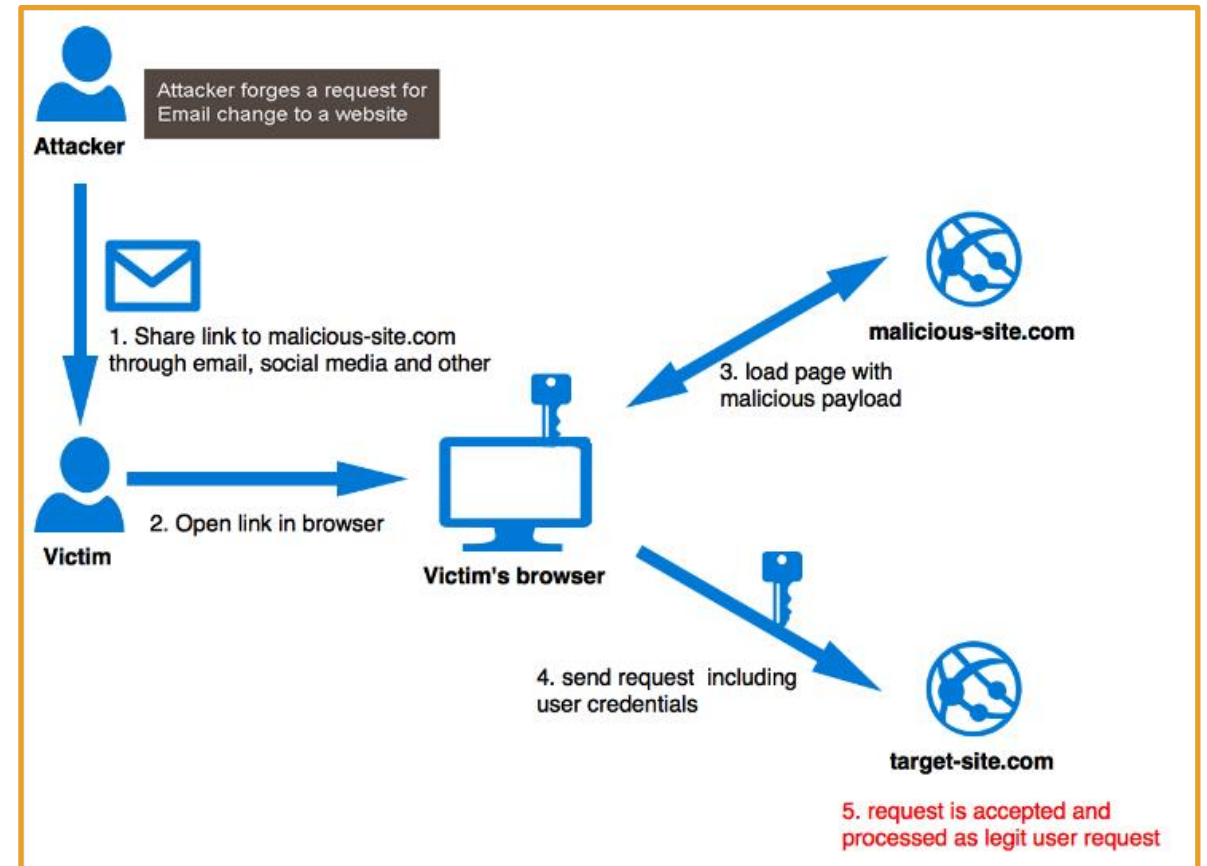 Attacker forges a request for
Email change to a website
Attacker
1. Share link to malicious-site.com
through email, social media and other
malicious-site.com
3. load page with
malicious payload
2. Open link in browser
Victim
Victim's browser
4. send request including
user credentials
target-site.com
5. request is accepted and
processed as legit user request